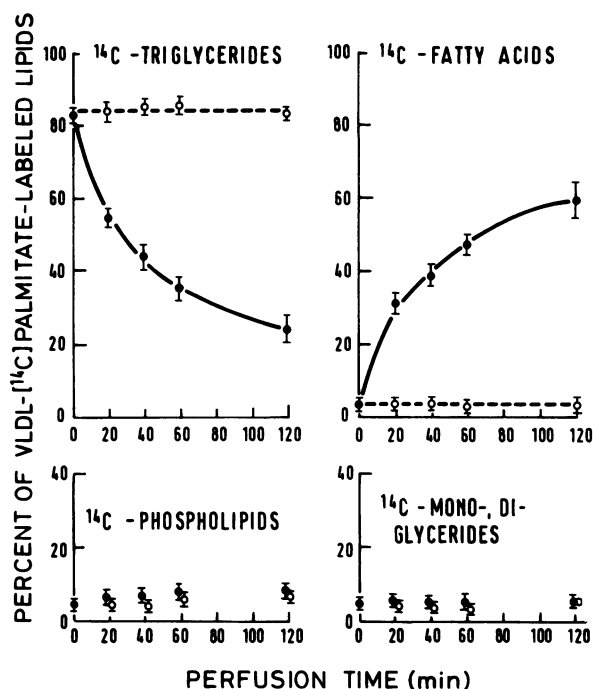 PERCENT OF VLDL-[¹⁴C]PALMITATE-LABELED LIPIDS
¹⁴C -TRIGLYCERIDES
100
80
60
40
20
0
0 20 40 60 80 100 120
¹⁴C -FATTY ACIDS
100
80
60
40
20
0
0 20 40 60 80 100 120
¹⁴C -PHOSPHOLIPIDS
40
20
0
0 20 40 60 80 100 120
¹⁴C -MONO-, DI-
GLYCERIDES
40
20
0
0 20 40 60 80 100 120
PERFUSION TIME (min)